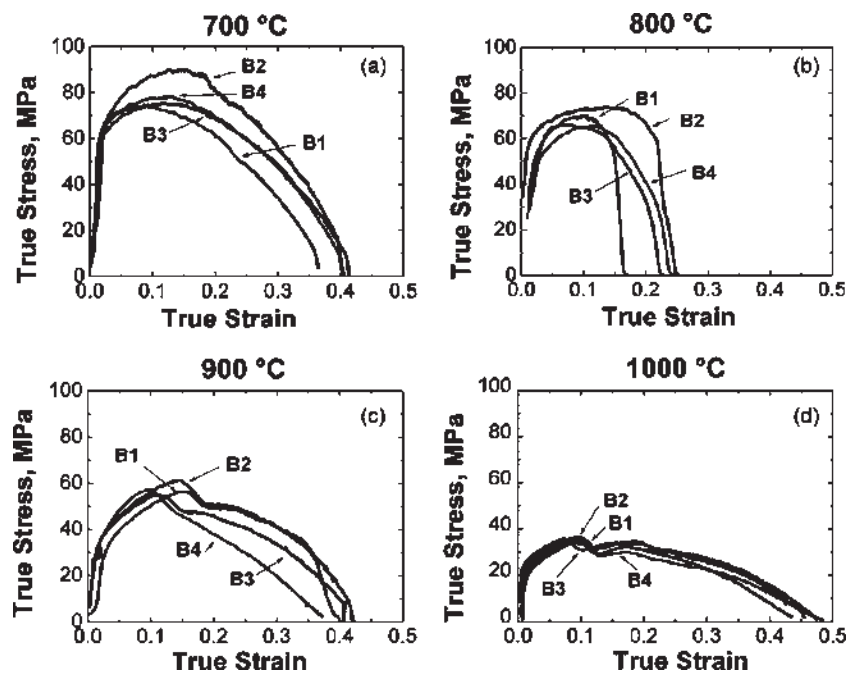 700 °C
(a)
B2
B4
B3
B1
True Stress, MPa
100
80
60
40
20
0
0.0 0.1 0.2 0.3 0.4 0.5
True Strain
800 °C
(b)
B1
B2
B4
B3
True Stress, MPa
100
80
60
40
20
0
0.0 0.1 0.2 0.3 0.4 0.5
True Strain
900 °C
(c)
B1
B2
B4
B3
True Stress, MPa
100
80
60
40
20
0
0.0 0.1 0.2 0.3 0.4 0.5
True Strain
1000 °C
(d)
B2
B1
B3
B4
True Stress, MPa
100
80
60
40
20
0
0.0 0.1 0.2 0.3 0.4 0.5
True Strain